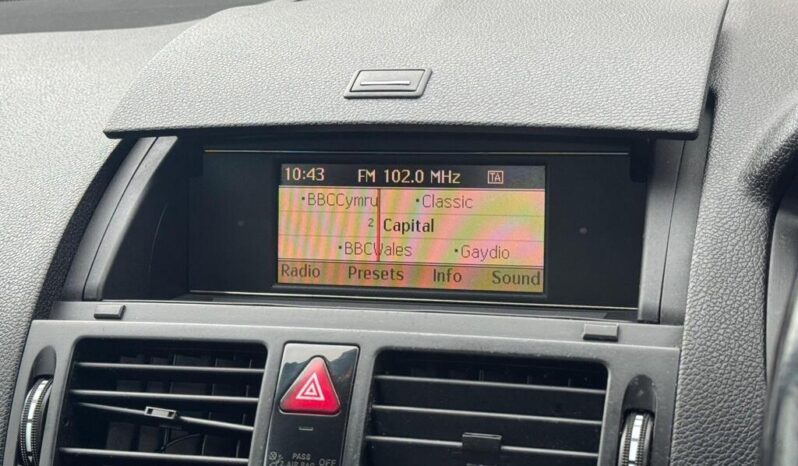 10:43 FM 102.0 MHz TA
•BBCCymru •Classic
2 Capital
•BBCWales •Gaydio
Radio Presets Info Sound
PASS
AIR BAG OFF